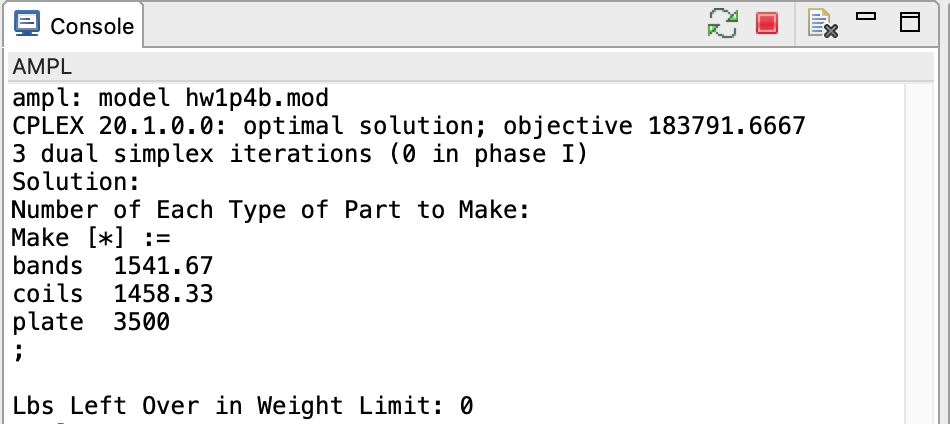 Console
AMPL
ampl: model hw1p4b.mod
CPLEX 20.1.0.0: optimal solution; objective 183791.6667
3 dual simplex iterations (0 in phase I)
Solution:
Number of Each Type of Part to Make:
Make [*] :=
bands  1541.67
coils  1458.33
plate  3500
;
Lbs Left Over in Weight Limit: 0